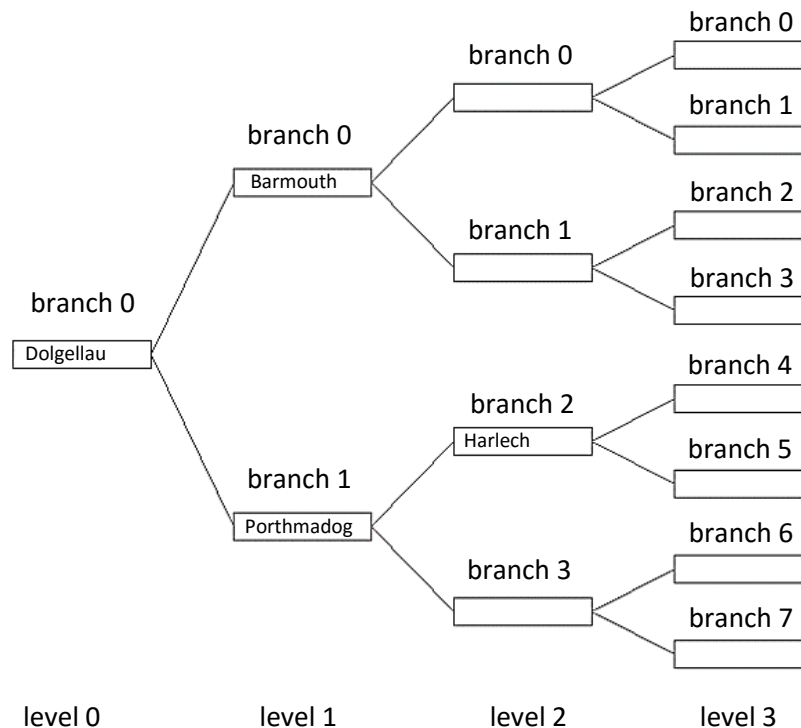 branch 0
branch 0
branch 1
branch 0
Barmouth
branch 2
branch 1
branch 3
branch 0
Dolgellau
branch 4
branch 2
Harlech
branch 5
branch 1
Porthmadog
branch 6
branch 3
branch 7
level 0 level 1 level 2 level 3